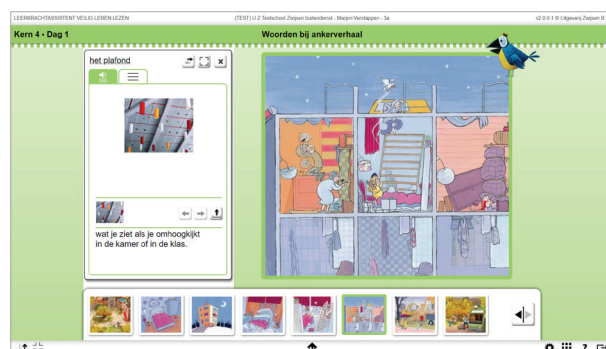 LEERKRACHTASSISTENT VEILIG LEREN LEZEN
(TEST) U Z Testschool Zwijsen buitendienst - Marjon Verstappen - 3a
v2.0.0 © Uitgeverij Zwijsen B
Kern 4 • Dag 1
Woorden bij ankerverhaal
het plafond
wat je ziet als je omhoogkijkt
in de kamer of in de klas.